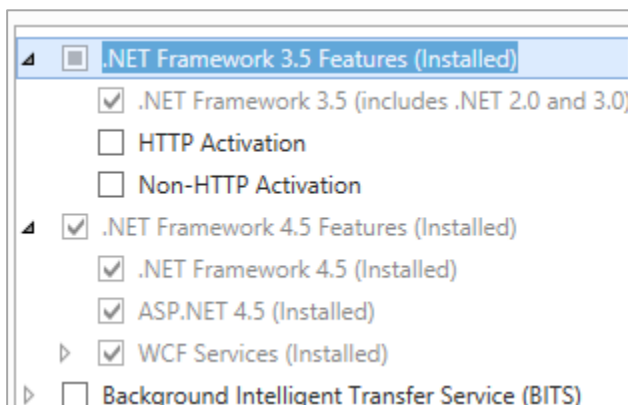 .NET Framework 3.5 Features (Installed)
.NET Framework 3.5 (includes .NET 2.0 and 3.0)
HTTP Activation
Non-HTTP Activation
.NET Framework 4.5 Features (Installed)
.NET Framework 4.5 (Installed)
ASP.NET 4.5 (Installed)
WCF Services (Installed)
Background Intelligent Transfer Service (BITS)